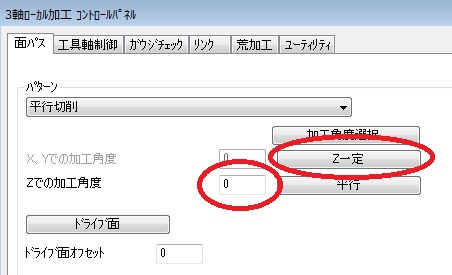 3軸ﾛｰｶﾙ加工 ｺﾝﾄﾛｰﾙﾊﾟﾈﾙ
面ﾊﾟｽ 工具軸制御 ｶﾞｳｼﾞﾁｪｯｸ ﾘﾝｸ 荒加工 ﾕｰﾃｨﾘﾃｨ
ﾊﾟﾀｰﾝ
平行切削
加工角度選択
X, Yでの加工角度 0 Z一定
Zでの加工角度 0 平行
ﾄﾞﾗｲﾌﾞ面
ﾄﾞﾗｲﾌﾞ面ｵﾌｾｯﾄ 0